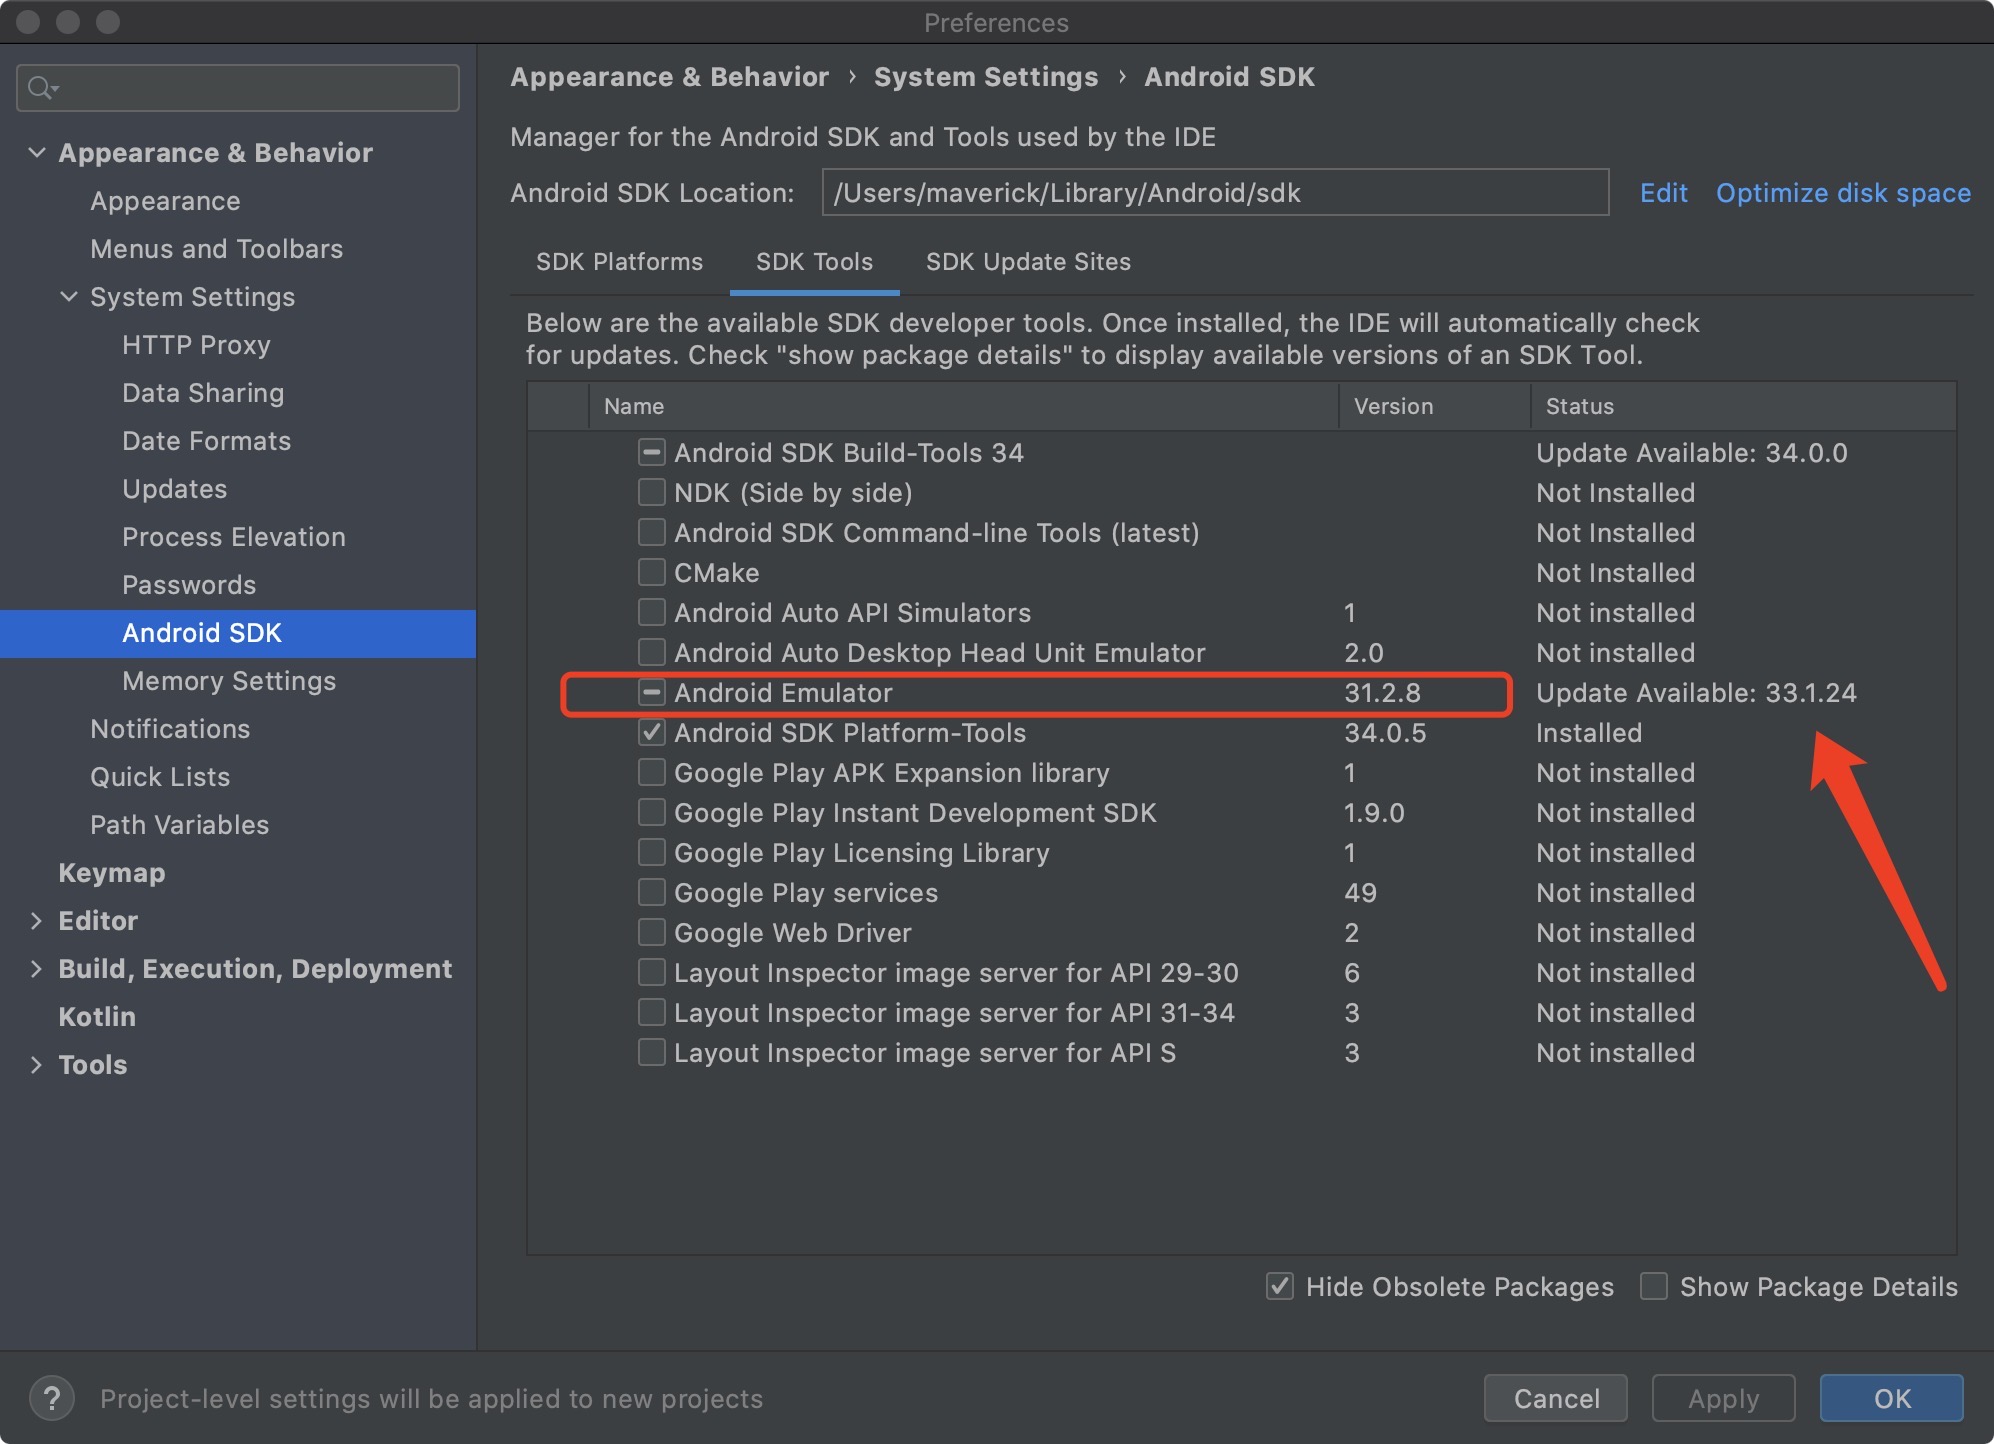 Preferences
Appearance & Behavior
Appearance
Menus and Toolbars
System Settings
HTTP Proxy
Data Sharing
Date Formats
Updates
Process Elevation
Passwords
Android SDK
Memory Settings
Notifications
Quick Lists
Path Variables
Keymap
Editor
Build, Execution, Deployment
Kotlin
Tools
Appearance & Behavior › System Settings › Android SDK
Manager for the Android SDK and Tools used by the IDE
Android SDK Location: /Users/maverick/Library/Android/sdk Edit Optimize disk space
SDK Platforms SDK Tools SDK Update Sites
Below are the available SDK developer tools. Once installed, the IDE will automatically check
for updates. Check "show package details" to display available versions of an SDK Tool.
Name Version Status
Android SDK Build-Tools 34 Update Available: 34.0.0
NDK (Side by side) Not Installed
Android SDK Command-line Tools (latest) Not Installed
CMake Not Installed
Android Auto API Simulators 1 Not installed
Android Auto Desktop Head Unit Emulator 2.0 Not installed
Android Emulator 31.2.8 Update Available: 33.1.24
Android SDK Platform-Tools 34.0.5 Installed
Google Play APK Expansion library 1 Not installed
Google Play Instant Development SDK 1.9.0 Not installed
Google Play Licensing Library 1 Not installed
Google Play services 49 Not installed
Google Web Driver 2 Not installed
Layout Inspector image server for API 29-30 6 Not installed
Layout Inspector image server for API 31-34 3 Not installed
Layout Inspector image server for API S 3 Not installed
Hide Obsolete Packages Show Package Details
? Project-level settings will be applied to new projects
Cancel Apply OK